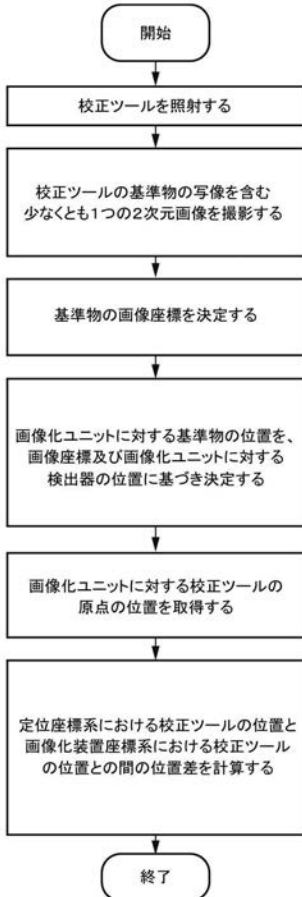 開始
校正ツールを照射する
校正ツールの基準物の写像を含む
少なくとも1つの2次元画像を撮影する
基準物の画像座標を決定する
画像化ユニットに対する基準物の位置を、
画像座標及び画像化ユニットに対する
検出器の位置に基づき決定する
画像化ユニットに対する校正ツールの
原点の位置を取得する
定位座標系における校正ツールの位置と
画像化装置座標系における校正ツール
の位置との間の位置差を計算する
終了